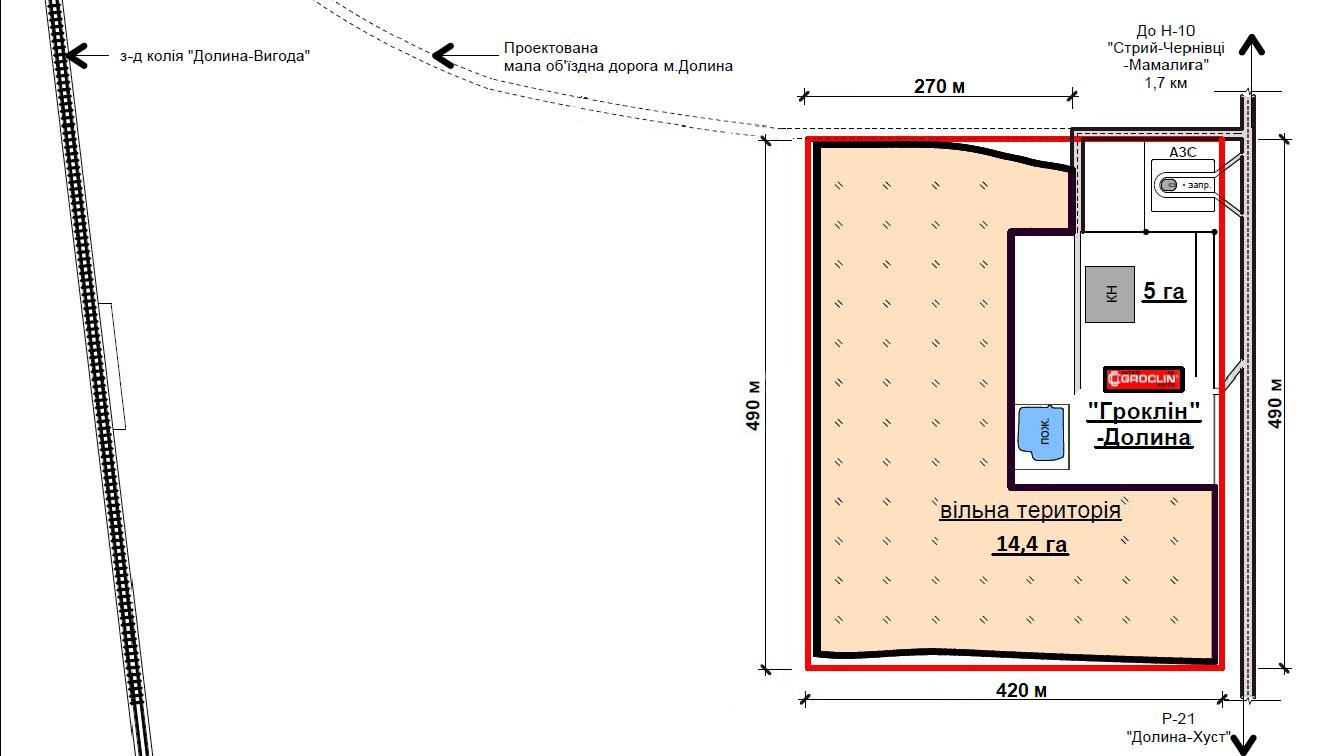 з-д колія "Долина-Вигода"
Проектована
мала об'їздна дорога м.Долина
До Н-10
"Стрий-Чернівці
-Мамалига"
1,7 км
270 м
АЗС
запр.
КН
5 га
GROCLIN
"Гроклін"
-Долина
пож.
490 м
490 м
вільна територія
14,4 га
420 м
Р-21
"Долина-Хуст"